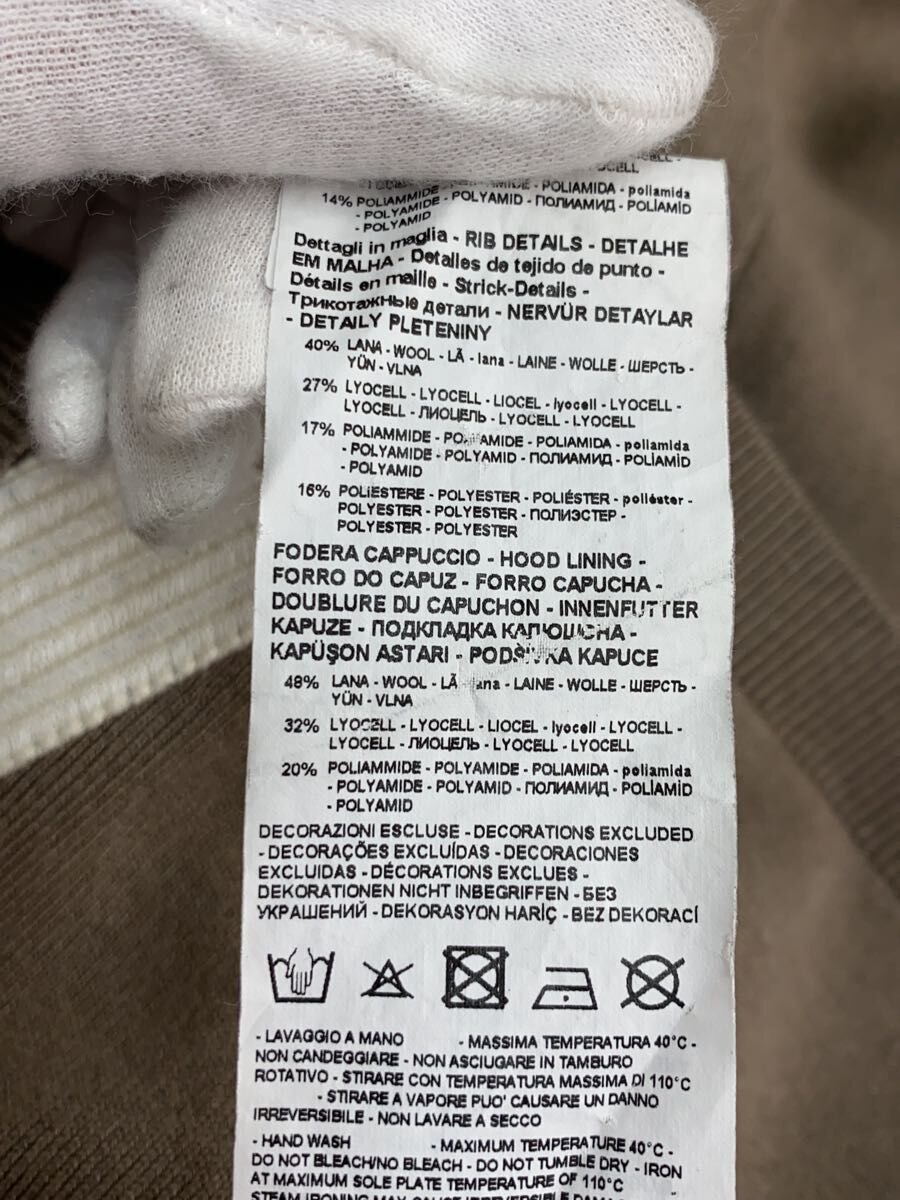 LYOCELL
POLIAMIDA - poliamida
14% POLIAMMIDE - POLYAMID - ПОЛИАМИД - POLİAMİD
- POLYAMIDE
- POLYAMID
Dettagli in maglia - RIB DETAILS - DETALHE
EM MALHA - Detalles de tejido de punto -
Détails en maille - Strick-Details -
Трикотажные детали - NERVÜR DETAYLAR
- DETAILY PLETENINY
40% LANA - WOOL - LÃ - lana - LAINE - WOLLE - ШЕРСТЬ -
YÜN - VLNA
27% LYOCELL - LYOCELL - LIOCEL - lyocell - LYOCELL -
LYOCELL - ЛИОЦЕЛЬ - LYOCELL - LYOCELL
17% POLIAMMIDE - POLYAMIDE - POLIAMIDA - poliamida
- POLYAMIDE - POLYAMID - ПОЛИАМИД - POLİAMİD
- POLYAMID
16% POLIESTERE - POLYESTER - POLIÉSTER - poliéster -
POLYESTER - POLYESTER - ПОЛИЭСТЕР -
POLYESTER - POLYESTER
FODERA CAPPUCCIO - HOOD LINING -
FORRO DO CAPUZ - FORRO CAPUCHA -
DOUBLURE DU CAPUCHON - INNENFUTTER
KAPUZE - ПОДКЛАДКА КАПЮШОНА -
KAPÜŞON ASTARI - PODŠÍVKA KAPUCE
48% LANA - WOOL - LÃ - lana - LAINE - WOLLE - ШЕРСТЬ -
YÜN - VLNA
32% LYOCELL - LYOCELL - LIOCEL - lyocell - LYOCELL -
LYOCELL - ЛИОЦЕЛЬ - LYOCELL - LYOCELL
20% POLIAMMIDE - POLYAMIDE - POLIAMIDA - poliamida
- POLYAMIDE - POLYAMID - ПОЛИАМИД - POLİAMİD
- POLYAMID
DECORAZIONI ESCLUSE - DECORATIONS EXCLUDED
- DECORAÇÕES EXCLUÍDAS - DECORACIONES
EXCLUIDAS - DÉCORATIONS EXCLUES -
DEKORATIONEN NICHT INBEGRIFFEN - БЕЗ
УКРАШЕНИЙ - DEKORASYON HARİÇ - BEZ DEKORACÍ
- LAVAGGIO A MANO - MASSIMA TEMPERATURA 40°C -
NON CANDEGGIARE - NON ASCIUGARE IN TAMBURO
ROTATIVO - STIRARE CON TEMPERATURA MASSIMA DI 110°C
- STIRARE A VAPORE PUO' CAUSARE UN DANNO
IRREVERSIBILE - NON LAVARE A SECCO
- HAND WASH - MAXIMUM TEMPERATURE 40°C -
DO NOT BLEACH/NO BLEACH - DO NOT TUMBLE DRY - IRON
AT MAXIMUM SOLE PLATE TEMPERATURE OF 110°C
STEAM IRONING MAY CAUSE IRREVERSIBLE DAMAGE